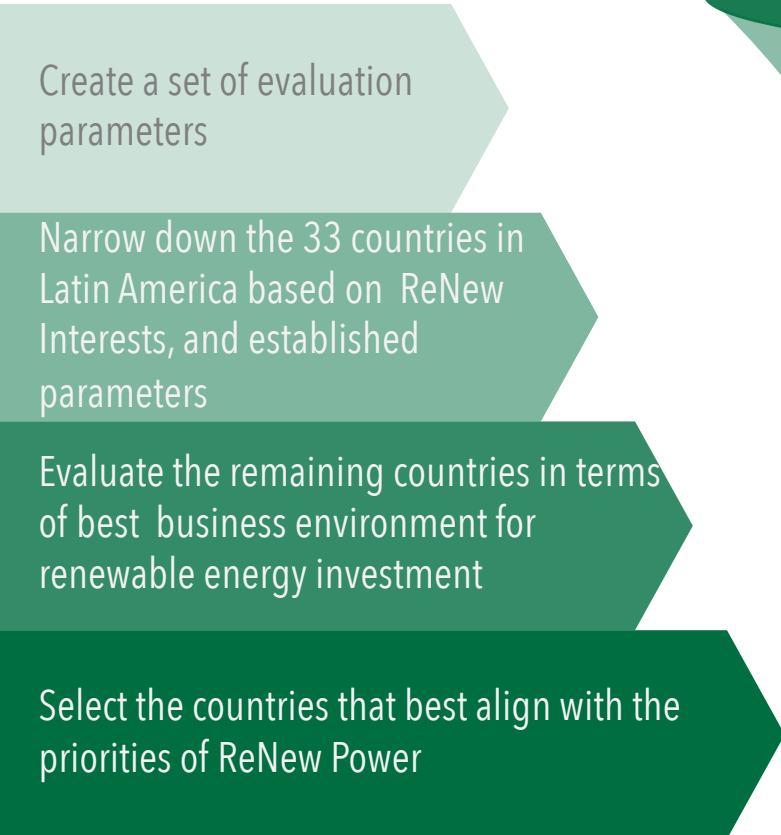 Create a set of evaluation
parameters
Narrow down the 33 countries in
Latin America based on  ReNew
Interests, and established
parameters
Evaluate the remaining countries in terms
of best  business environment for
renewable energy investment
Select the countries that best align with the
priorities of ReNew Power